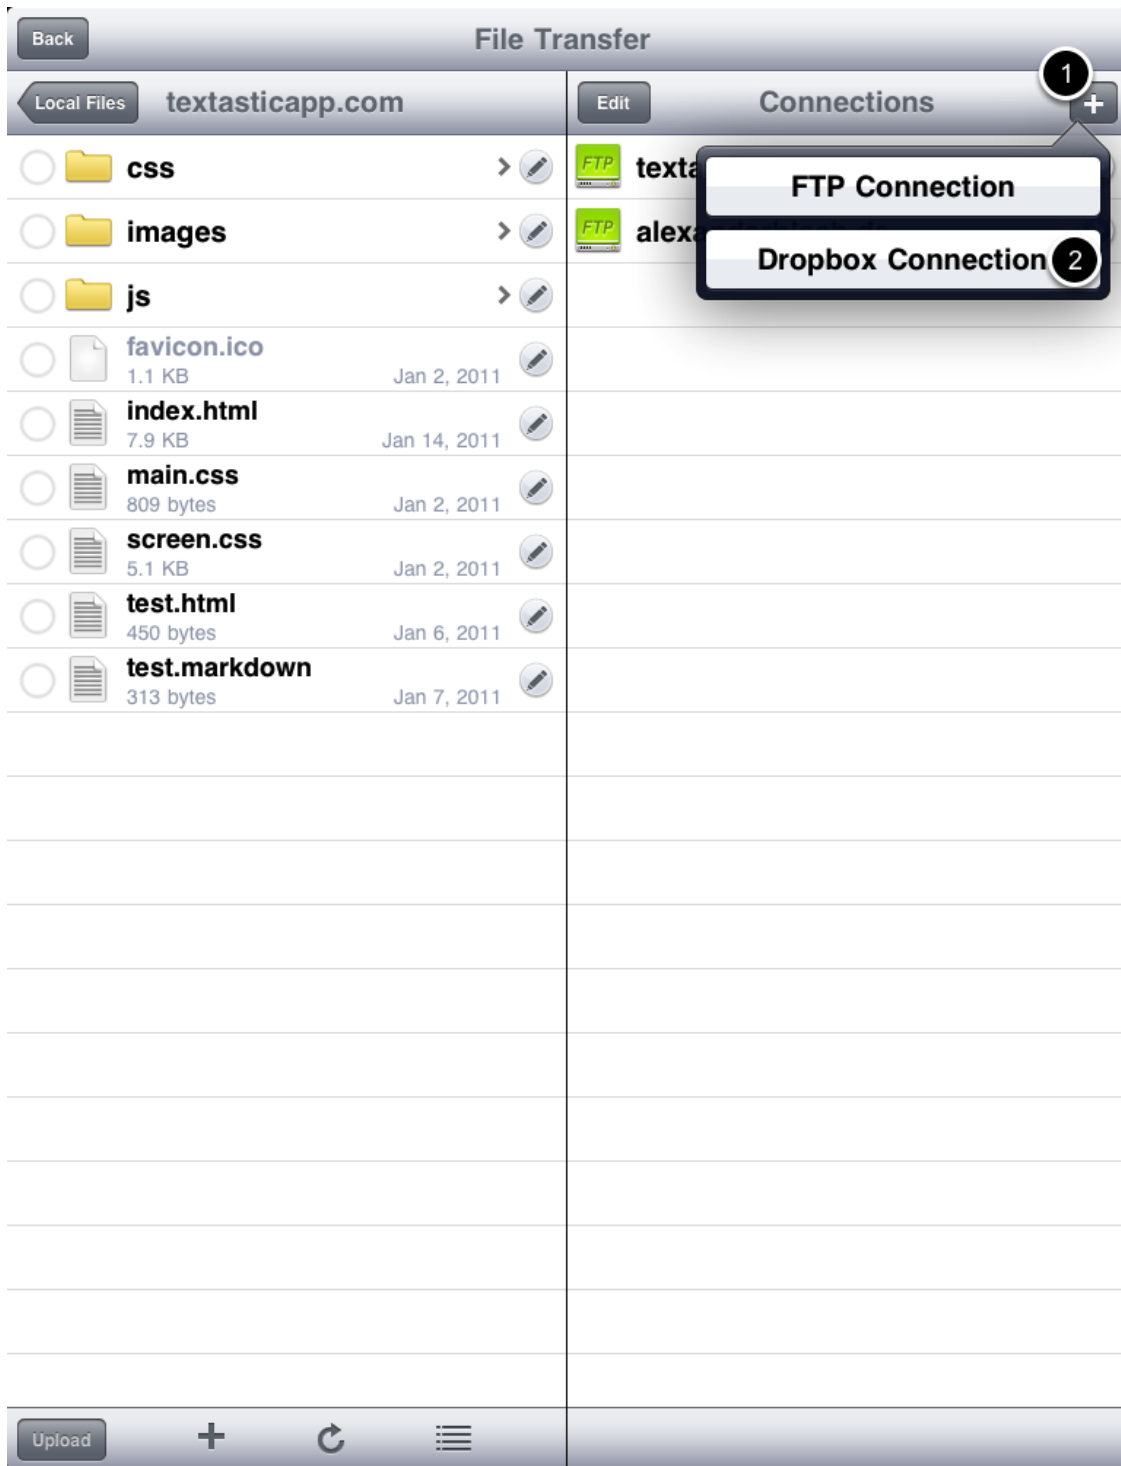 Back
File Transfer
Local Files
textasticapp.com
Edit
Connections
1
+
css
images
js
favicon.ico
1.1 KB
Jan 2, 2011
index.html
7.9 KB
Jan 14, 2011
main.css
809 bytes
Jan 2, 2011
screen.css
5.1 KB
Jan 2, 2011
test.html
450 bytes
Jan 6, 2011
test.markdown
313 bytes
Jan 7, 2011
FTP
texta
FTP
alex
FTP Connection
Dropbox Connection
2
Upload
+